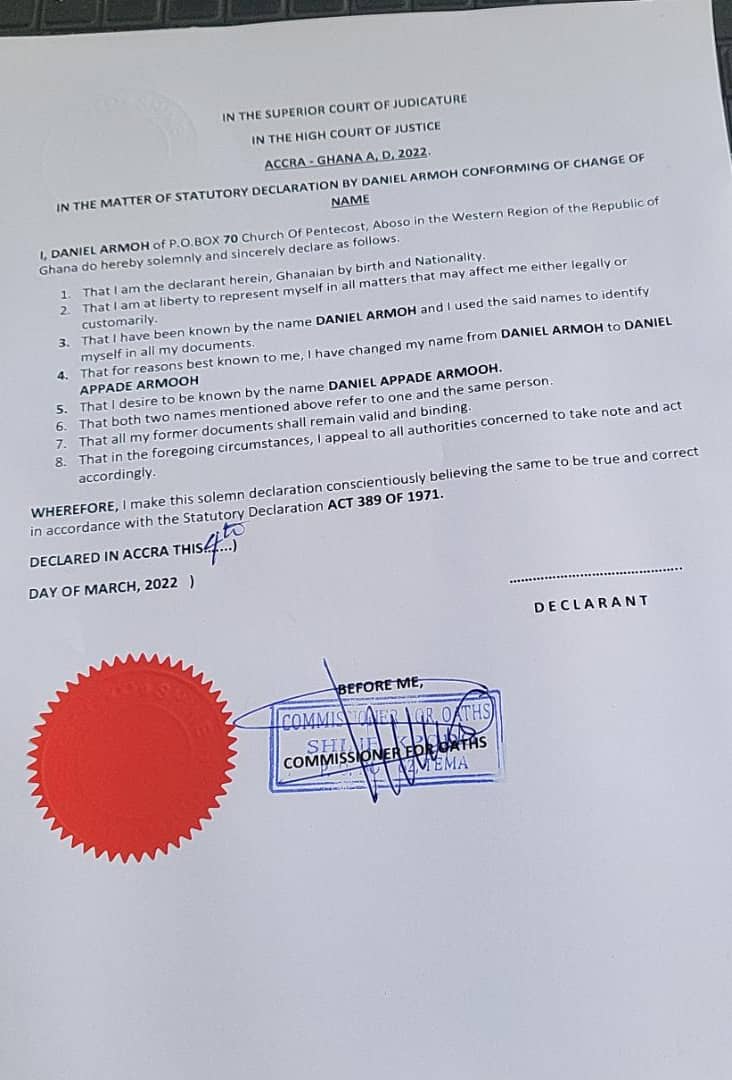 IN THE SUPERIOR COURT OF JUDICATURE
IN THE HIGH COURT OF JUSTICE
ACCRA - GHANA A, D, 2022.
IN THE MATTER OF STATUTORY DECLARATION BY DANIEL ARMOH CONFORMING OF CHANGE OF
NAME
I, DANIEL ARMOH of P.O.BOX 70 Church Of Pentecost, Aboso in the Western Region of the Republic of
Ghana do hereby solemnly and sincerely declare as follows.
1. That I am the declarant herein, Ghanaian by birth and Nationality.
2. That I am at liberty to represent myself in all matters that may affect me either legally or
customarily.
3. That I have been known by the name DANIEL ARMOH and I used the said names to identify
myself in all my documents.
4. That for reasons best known to me, I have changed my name from DANIEL ARMOH to DANIEL
APPADE ARMOOH
5. That I desire to be known by the name DANIEL APPADE ARMOOH.
6. That both two names mentioned above refer to one and the same person.
7. That all my former documents shall remain valid and binding.
8. That in the foregoing circumstances, I appeal to all authorities concerned to take note and act
accordingly.
WHEREFORE, I make this solemn declaration conscientiously believing the same to be true and correct
in accordance with the Statutory Declaration ACT 389 OF 1971.
DECLARED IN ACCRA THIS 4th ...)
DAY OF MARCH, 2022 )
DECLARANT
BEFORE ME,
COMMISSIONER FOR OATHS
COMMISSIONER FOR OATHS
TEMA